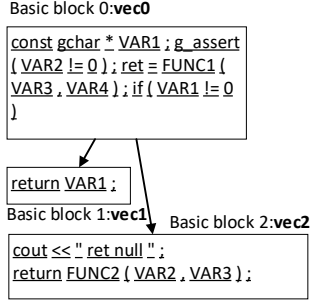 Basic block 0:vec0
const gchar * VAR1 ; g_assert
( VAR2 != 0 ) ; ret = FUNC1 (
VAR3 , VAR4 ) ; if ( VAR1 != 0
)
return VAR1 ;
Basic block 1:vec1
Basic block 2:vec2
cout << " ret null " ;
return FUNC2 ( VAR2 , VAR3 ) ;